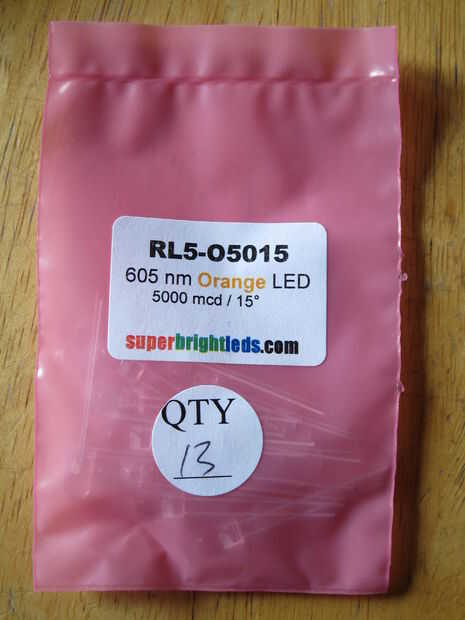 RL5-O5015
605 nm Orange LED
5000 mcd / 15°
superbrightleds.com
QTY
13